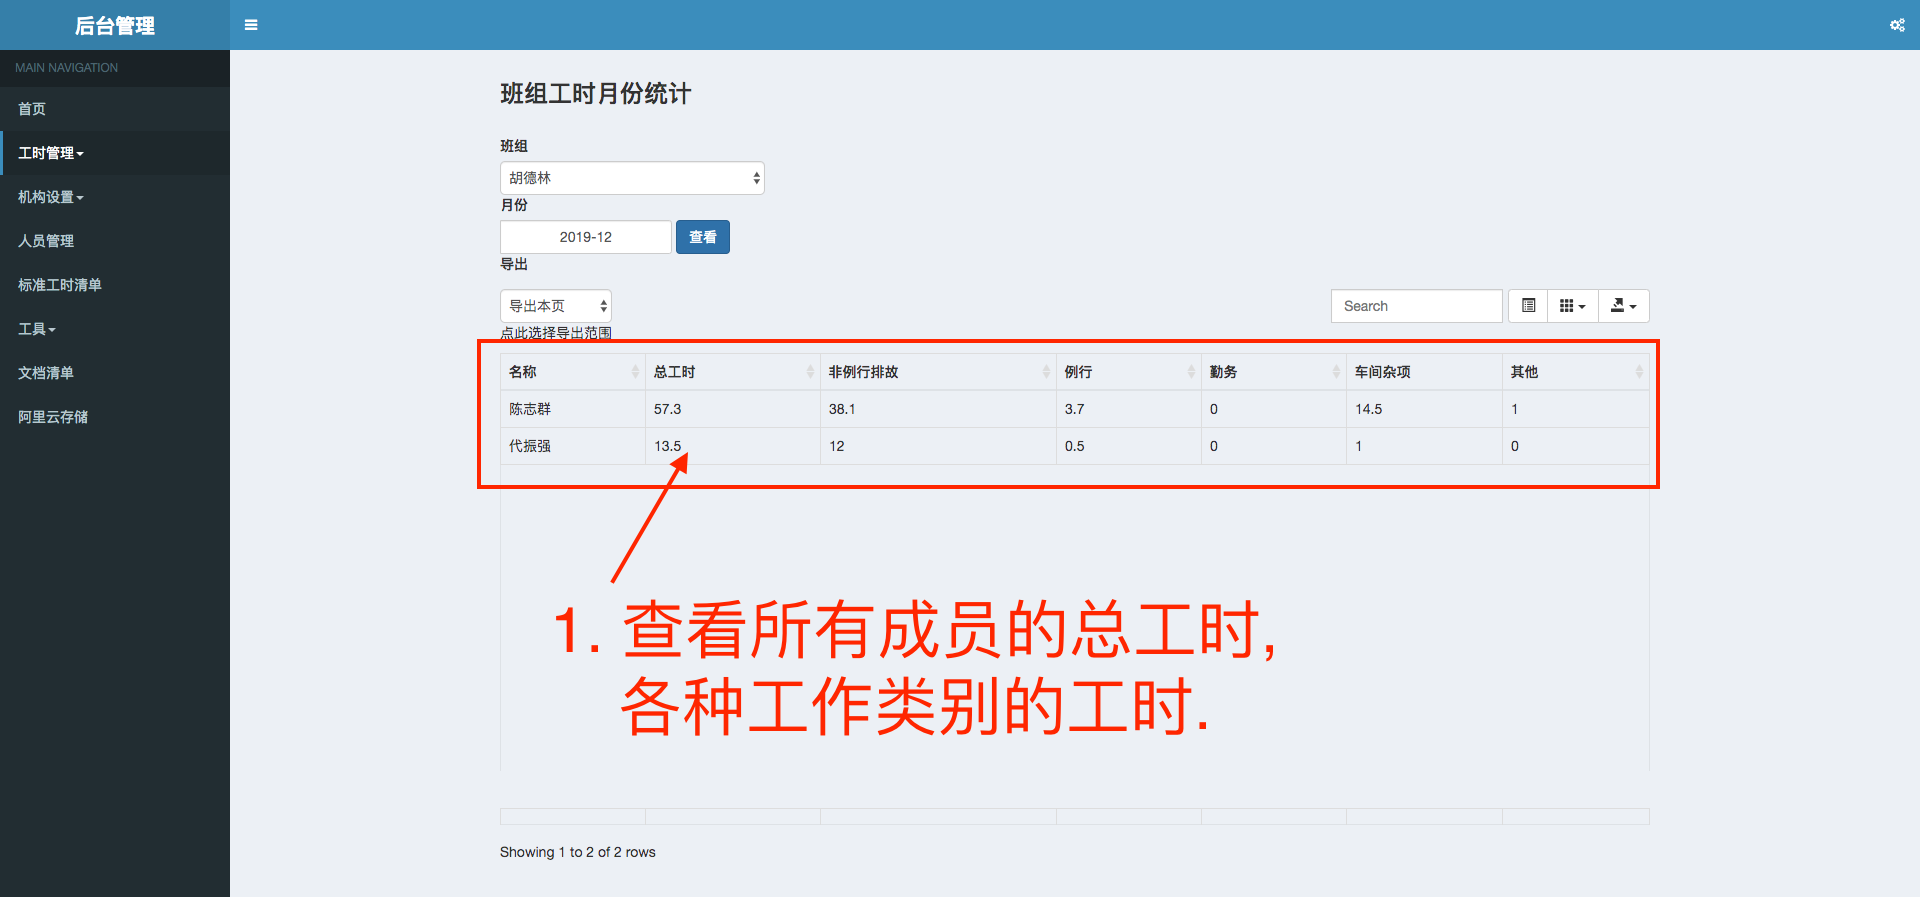 后台管理
MAIN NAVIGATION
首页
工时管理
机构设置
人员管理
标准工时清单
工具
文档清单
阿里云存储
班组工时月份统计
班组
胡德林
月份
2019-12 查看
导出
导出本页 Search
点此选择导出范围
名称 总工时 非例行排故 例行 勤务 车间杂项 其他
陈志群 57.3 38.1 3.7 0 14.5 1
代振强 13.5 12 0.5 0 1 0
1. 查看所有成员的总工时,
各种工作类别的工时.
Showing 1 to 2 of 2 rows